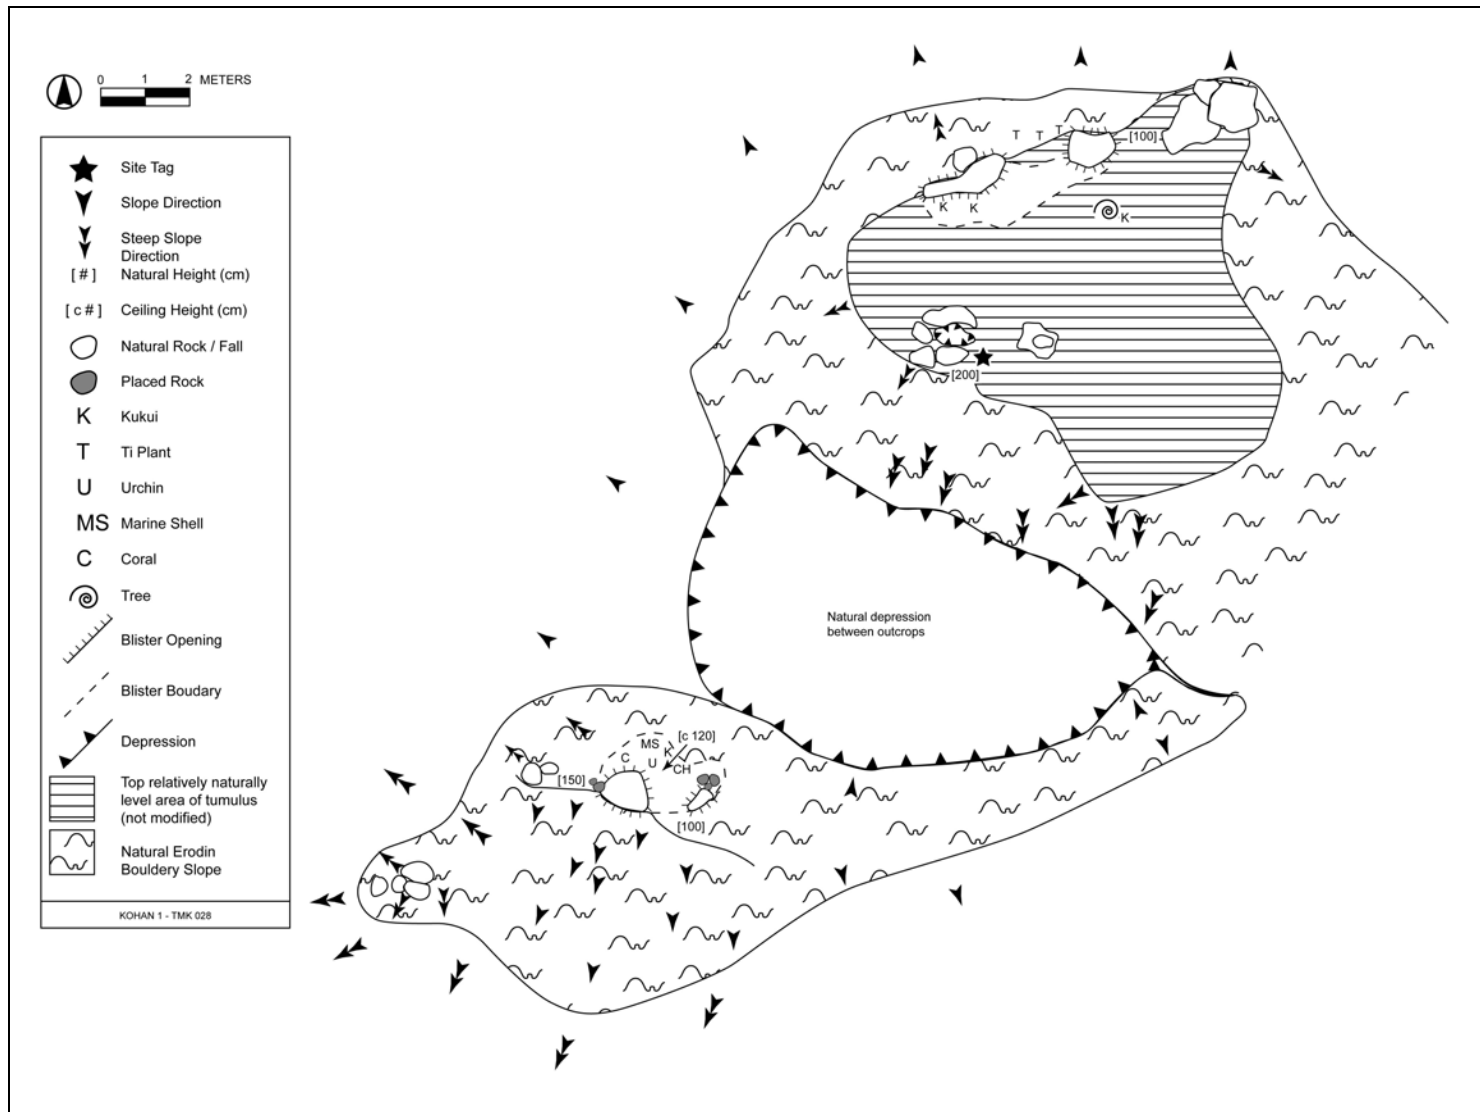 0 1 2 METERS
Site Tag
Slope Direction
Steep Slope
Direction
[ # ] Natural Height (cm)
[ c # ] Ceiling Height (cm)
Natural Rock / Fall
Placed Rock
K Kukui
T Ti Plant
U Urchin
MS Marine Shell
C Coral
Tree
Blister Opening
Blister Boudary
Depression
Top relatively naturally
level area of tumulus
(not modified)
Natural Erodin
Bouldery Slope
KOHAN 1 - TMK 028
T T T [100]
K K
K
[200]
Natural depression
between outcrops
[c 120]
MS
K
C
U
CH
[150]
[100]